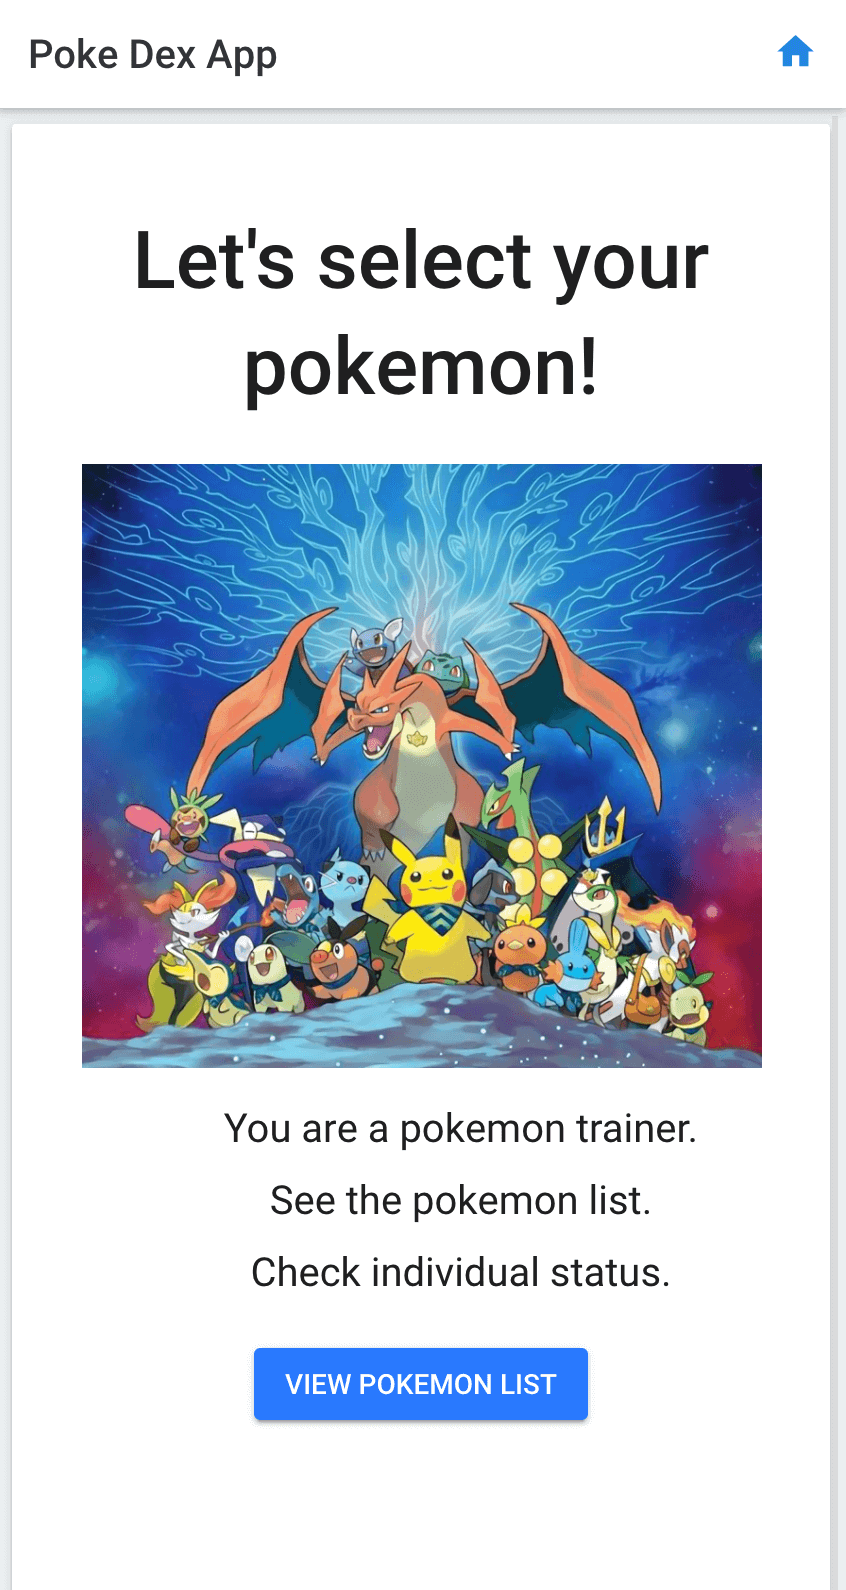 Poke Dex App
Let's select your
pokemon!
You are a pokemon trainer.
See the pokemon list.
Check individual status.
VIEW POKEMON LIST